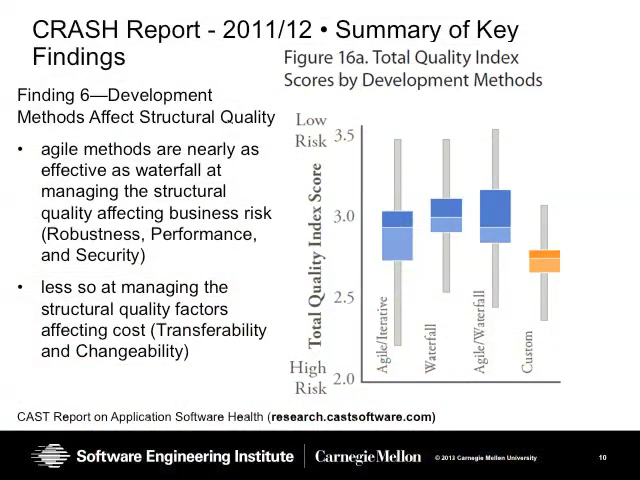 CRASH Report - 2011/12 • Summary of Key
Findings
Figure 16a. Total Quality Index
Scores by Development Methods
Finding 6—Development
Methods Affect Structural Quality
• agile methods are nearly as
effective as waterfall at
managing the structural
quality affecting business risk
(Robustness, Performance,
and Security)
• less so at managing the
structural quality factors
affecting cost (Transferability
and Changeability)
Low
Risk
3.5
3.0
2.5
High
Risk
2.0
Total Quality Index Score
Agile/Iterative
Waterfall
Agile/Waterfall
Custom
CAST Report on Application Software Health (research.castsoftware.com)
Software Engineering Institute
Carnegie Mellon
© 2013 Carnegie Mellon University
10